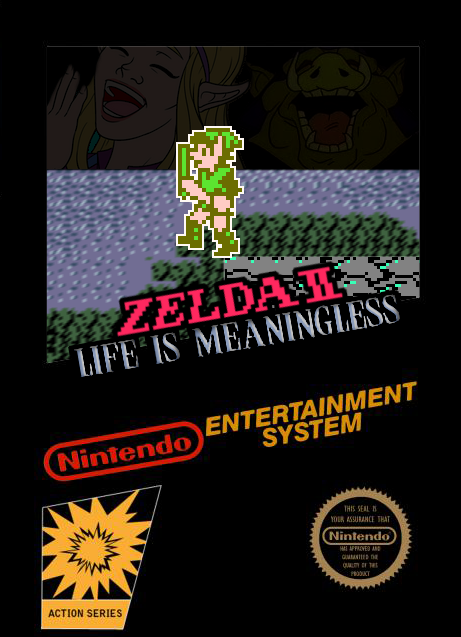 ZELDA II
LIFE IS MEANINGLESS
Nintendo
ENTERTAINMENT
SYSTEM
ACTION SERIES
THIS SEAL IS
YOUR ASSURANCE THAT
Nintendo
HAS APPROVED AND
GUARANTEED THE
QUALITY OF THIS
PRODUCT